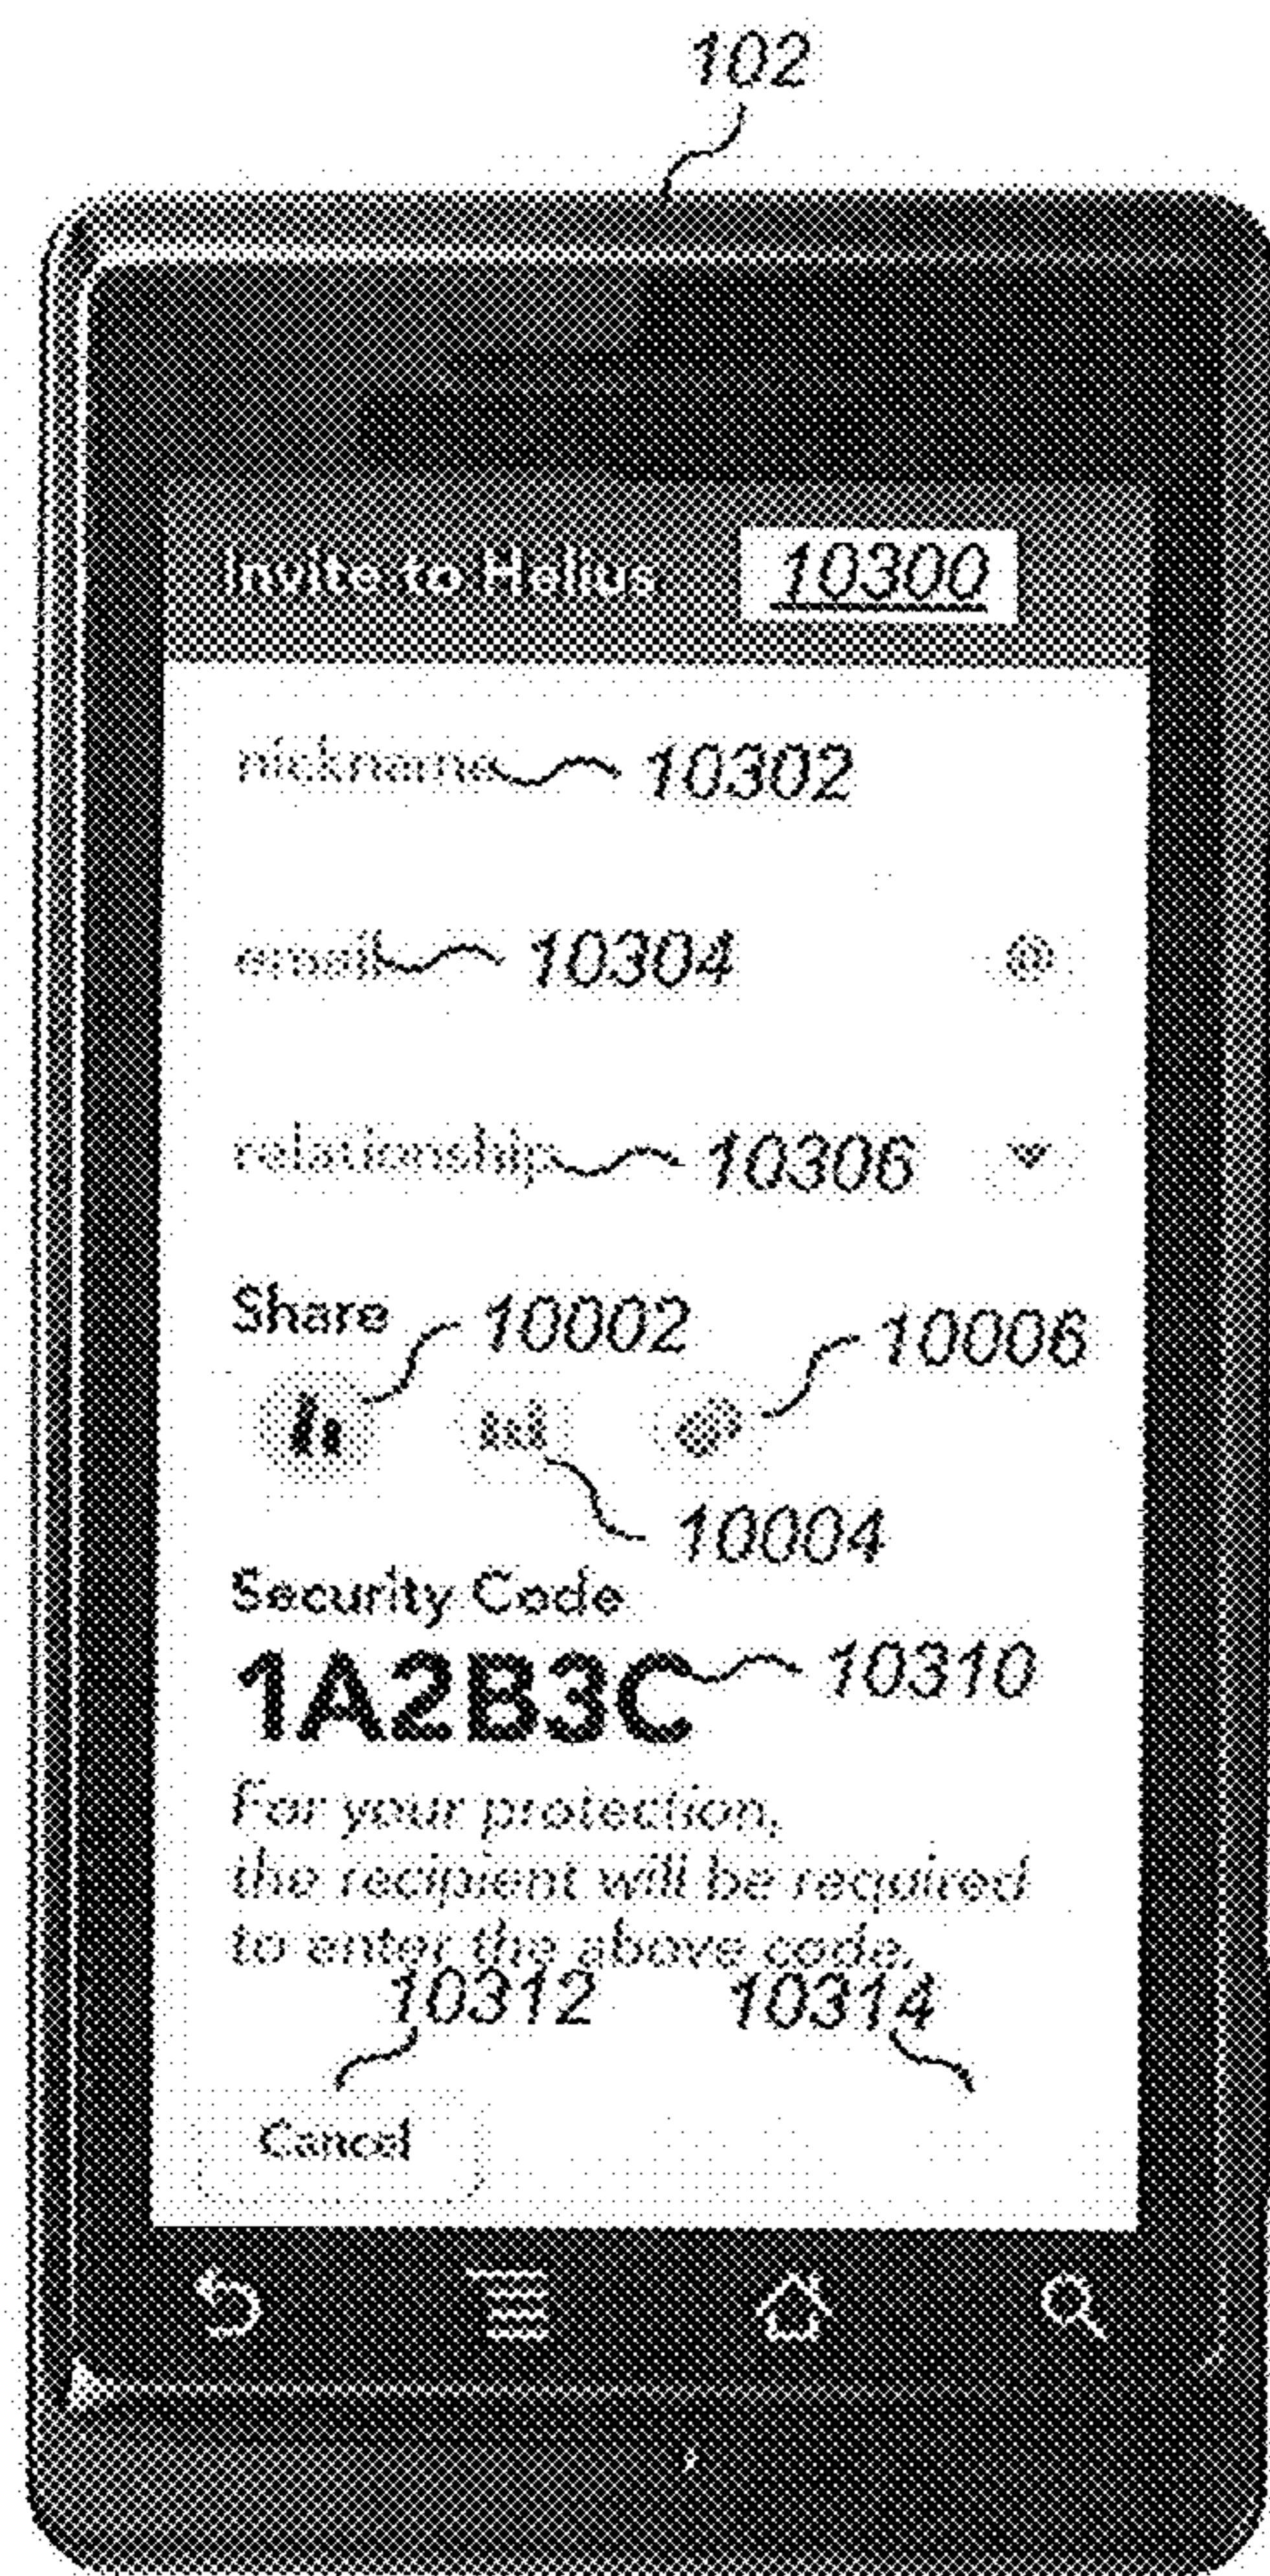 102
Invite to Helius 10300
nickname 10302
email 10304 @
relationship 10306
Share 10002 10006
10004
Security Code
1A2B3C 10310
For your protection,
the recipient will be required
to enter the above code.
10312 10314
Cancel